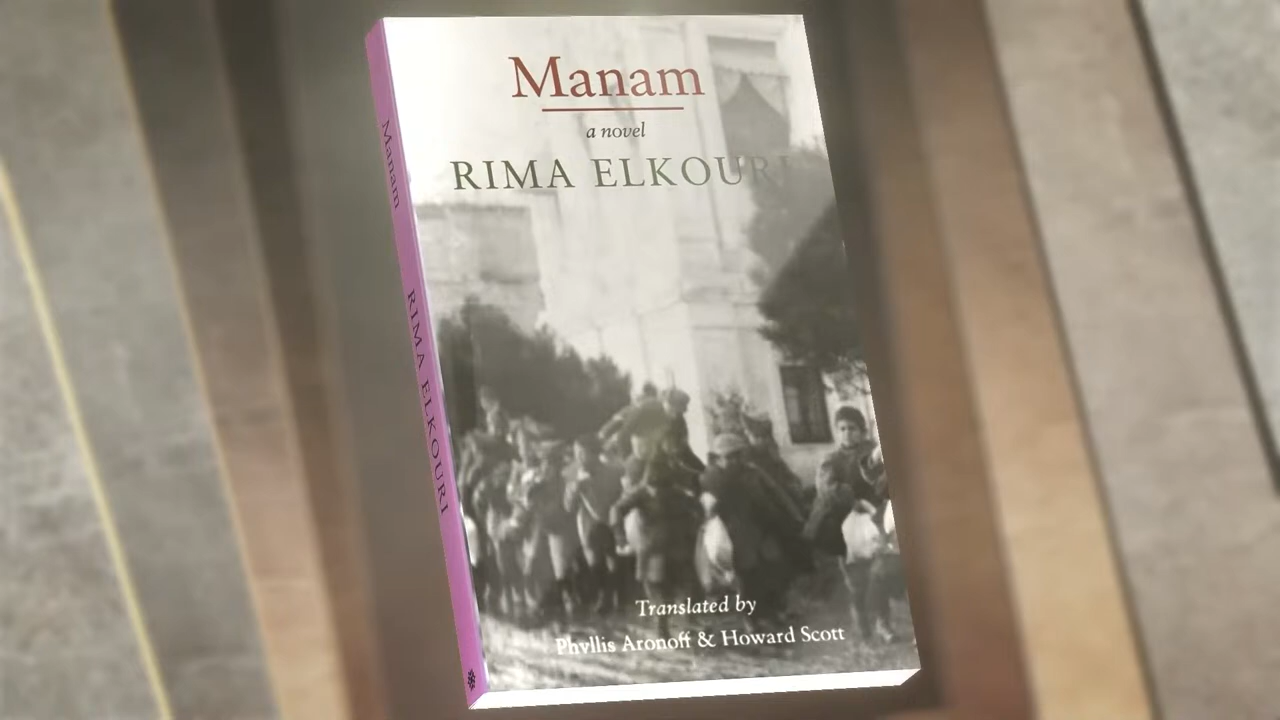 Manam
a novel
RIMA ELKOURI
Translated by
Phyllis Aronoff & Howard Scott
Manam
RIMA ELKOURI